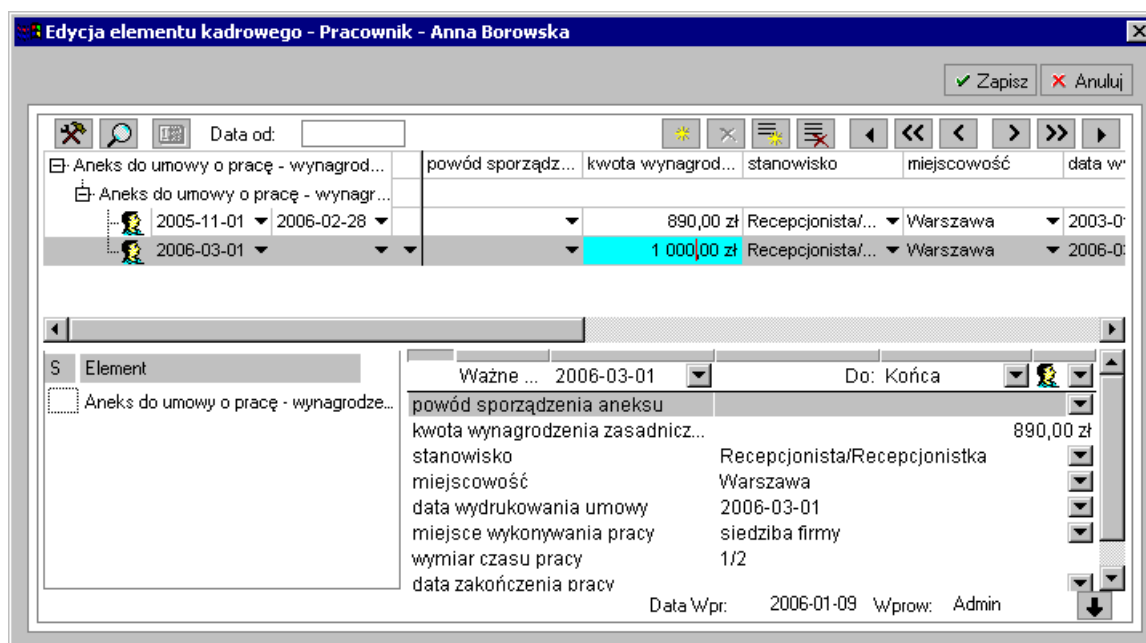 Edycja elementu kadrowego - Pracownik - Anna Borowska
Zapisz Anuluj
Data od:
Aneks do umowy o pracę - wynagrod... powód sporządz... kwota wynagrod... stanowisko miejscowość data w
Aneks do umowy o pracę - wynagr...
2005-11-01 2006-02-28 890,00 zł Recepcjonista/... Warszawa 2003-0
2006-03-01 1 000,00 zł Recepcjonista/... Warszawa 2006-0
S Element
Aneks do umowy o pracę - wynagrodze...
Ważne ... 2006-03-01 Do: Końca
powód sporządzenia aneksu
kwota wynagrodzenia zasadnicz... 890,00 zł
stanowisko Recepcjonista/Recepcjonistka
miejscowość Warszawa
data wydrukowania umowy 2006-03-01
miejsce wykonywania pracy siedziba firmy
wymiar czasu pracy 1/2
data zakończenia pracy
Data Wpr: 2006-01-09 Wprow: Admin